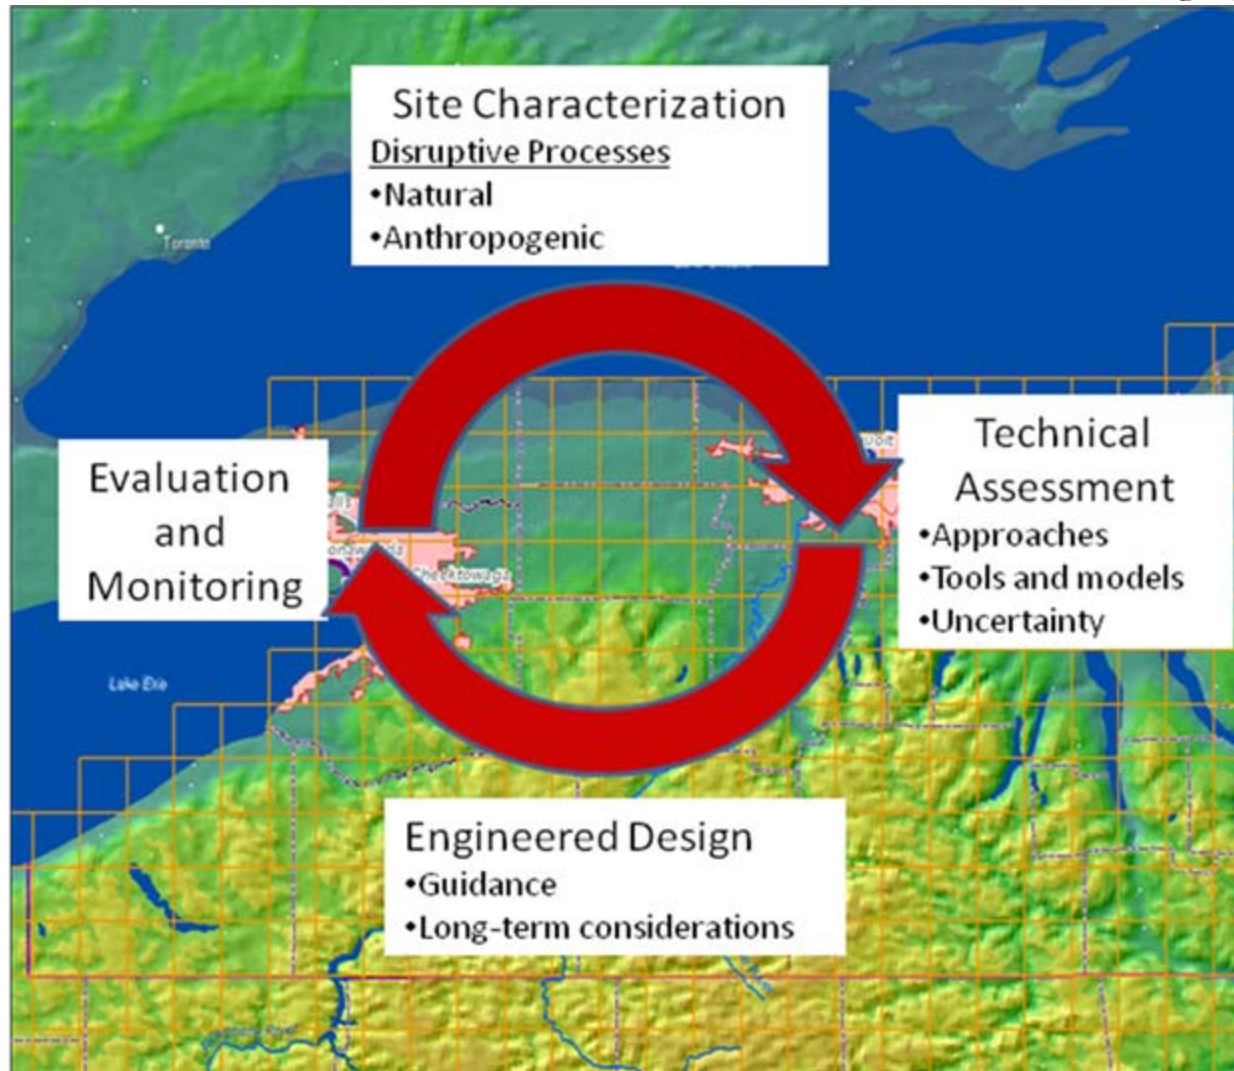 Site Characterization
Disruptive Processes
•Natural
•Anthropogenic
Toronto
Technical
Assessment
•Approaches
•Tools and models
•Uncertainty
Evaluation
and
Monitoring
Cheektowaga
Lake Erie
Engineered Design
•Guidance
•Long-term considerations
River